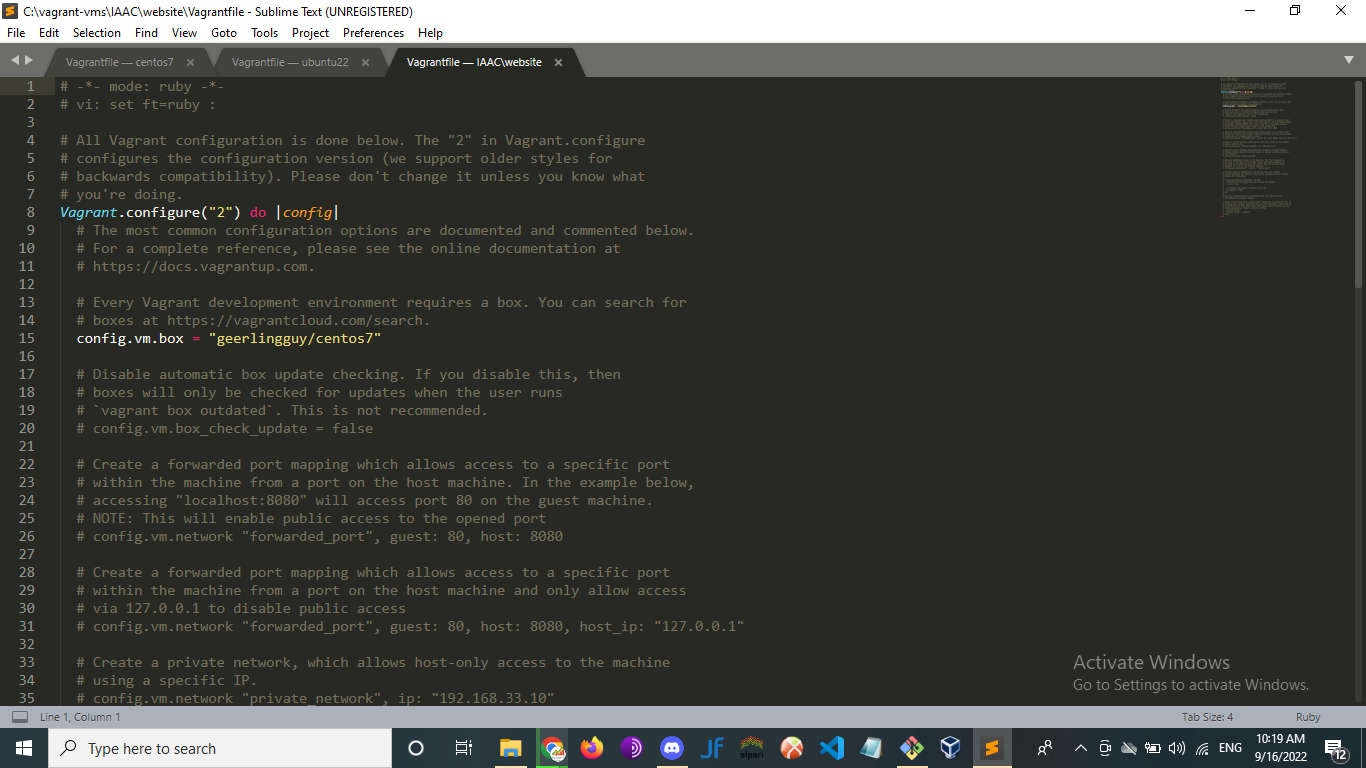 C:\vagrant-vms\IAAC\website\Vagrantfile - Sublime Text (UNREGISTERED)
File Edit Selection Find View Goto Tools Project Preferences Help
Vagrantfile — centos7 × Vagrantfile — ubuntu22 × Vagrantfile — IAAC\website ×
1 # -*- mode: ruby -*-
2 # vi: set ft=ruby :
3
4 # All Vagrant configuration is done below. The "2" in Vagrant.configure
5 # configures the configuration version (we support older styles for
6 # backwards compatibility). Please don't change it unless you know what
7 # you're doing.
8 Vagrant.configure("2") do |config|
9 # The most common configuration options are documented and commented below.
10 # For a complete reference, please see the online documentation at
11 # https://docs.vagrantup.com.
12
13 # Every Vagrant development environment requires a box. You can search for
14 # boxes at https://vagrantcloud.com/search.
15 config.vm.box = "geerlingguy/centos7"
16
17 # Disable automatic box update checking. If you disable this, then
18 # boxes will only be checked for updates when the user runs
19 # `vagrant box outdated`. This is not recommended.
20 # config.vm.box_check_update = false
21
22 # Create a forwarded port mapping which allows access to a specific port
23 # within the machine from a port on the host machine. In the example below,
24 # accessing "localhost:8080" will access port 80 on the guest machine.
25 # NOTE: This will enable public access to the opened port
26 # config.vm.network "forwarded_port", guest: 80, host: 8080
27
28 # Create a forwarded port mapping which allows access to a specific port
29 # within the machine from a port on the host machine and only allow access
30 # via 127.0.0.1 to disable public access
31 # config.vm.network "forwarded_port", guest: 80, host: 8080, host_ip: "127.0.0.1"
32
33 # Create a private network, which allows host-only access to the machine
34 # using a specific IP.
35 # config.vm.network "private_network", ip: "192.168.33.10"
Activate Windows
Go to Settings to activate Windows.
Line 1, Column 1 Tab Size: 4 Ruby
Type here to search
JF
ENG
10:19 AM
9/16/2022
12